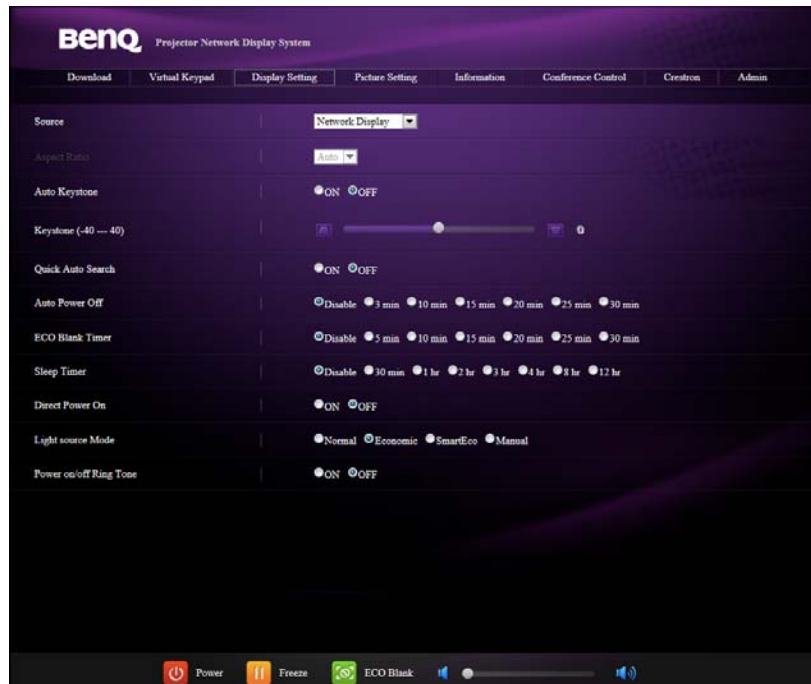 BenQ Projector Network Display System
Download Virtual Keypad Display Setting Picture Setting Information Conference Control Crestron Admin
Source Network Display
Aspect Ratio Auto
Auto Keystone ON OFF
Keystone (-40 --- 40) 0
Quick Auto Search ON OFF
Auto Power Off Disable 3 min 10 min 15 min 20 min 25 min 30 min
ECO Blank Timer Disable 5 min 10 min 15 min 20 min 25 min 30 min
Sleep Timer Disable 30 min 1 hr 2 hr 3 hr 4 hr 8 hr 12 hr
Direct Power On ON OFF
Light source Mode Normal Economic SmartEco Manual
Power on/off Ring Tone ON OFF
Power Freeze ECO Blank